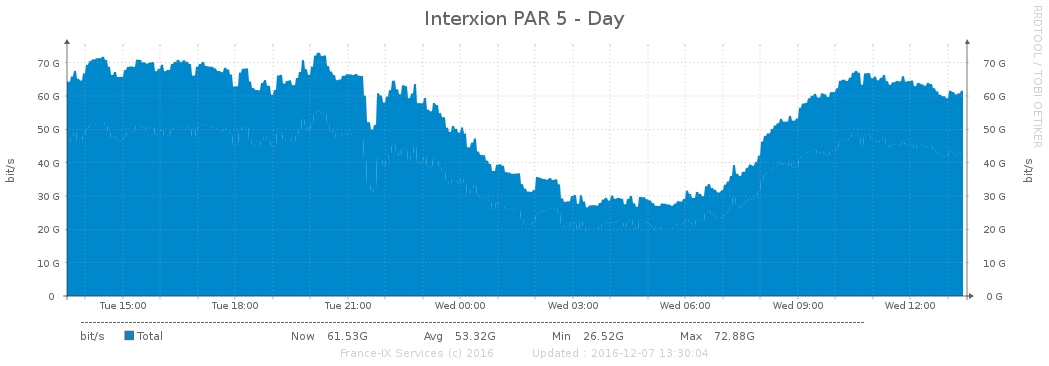 Interxion PAR 5 - Day
RRDTOOL / TOBI OETIKER
bit/s
bit/s
70 G 70 G
60 G 60 G
50 G 50 G
40 G 40 G
30 G 30 G
20 G 20 G
10 G 10 G
0 0 G
Tue 15:00 Tue 18:00 Tue 21:00 Wed 00:00 Wed 03:00 Wed 06:00 Wed 09:00 Wed 12:00
bit/s Total Now 61.53G Avg 53.32G Min 26.52G Max 72.88G
France-IX Services (c) 2016 Updated : 2016-12-07 13:30:04